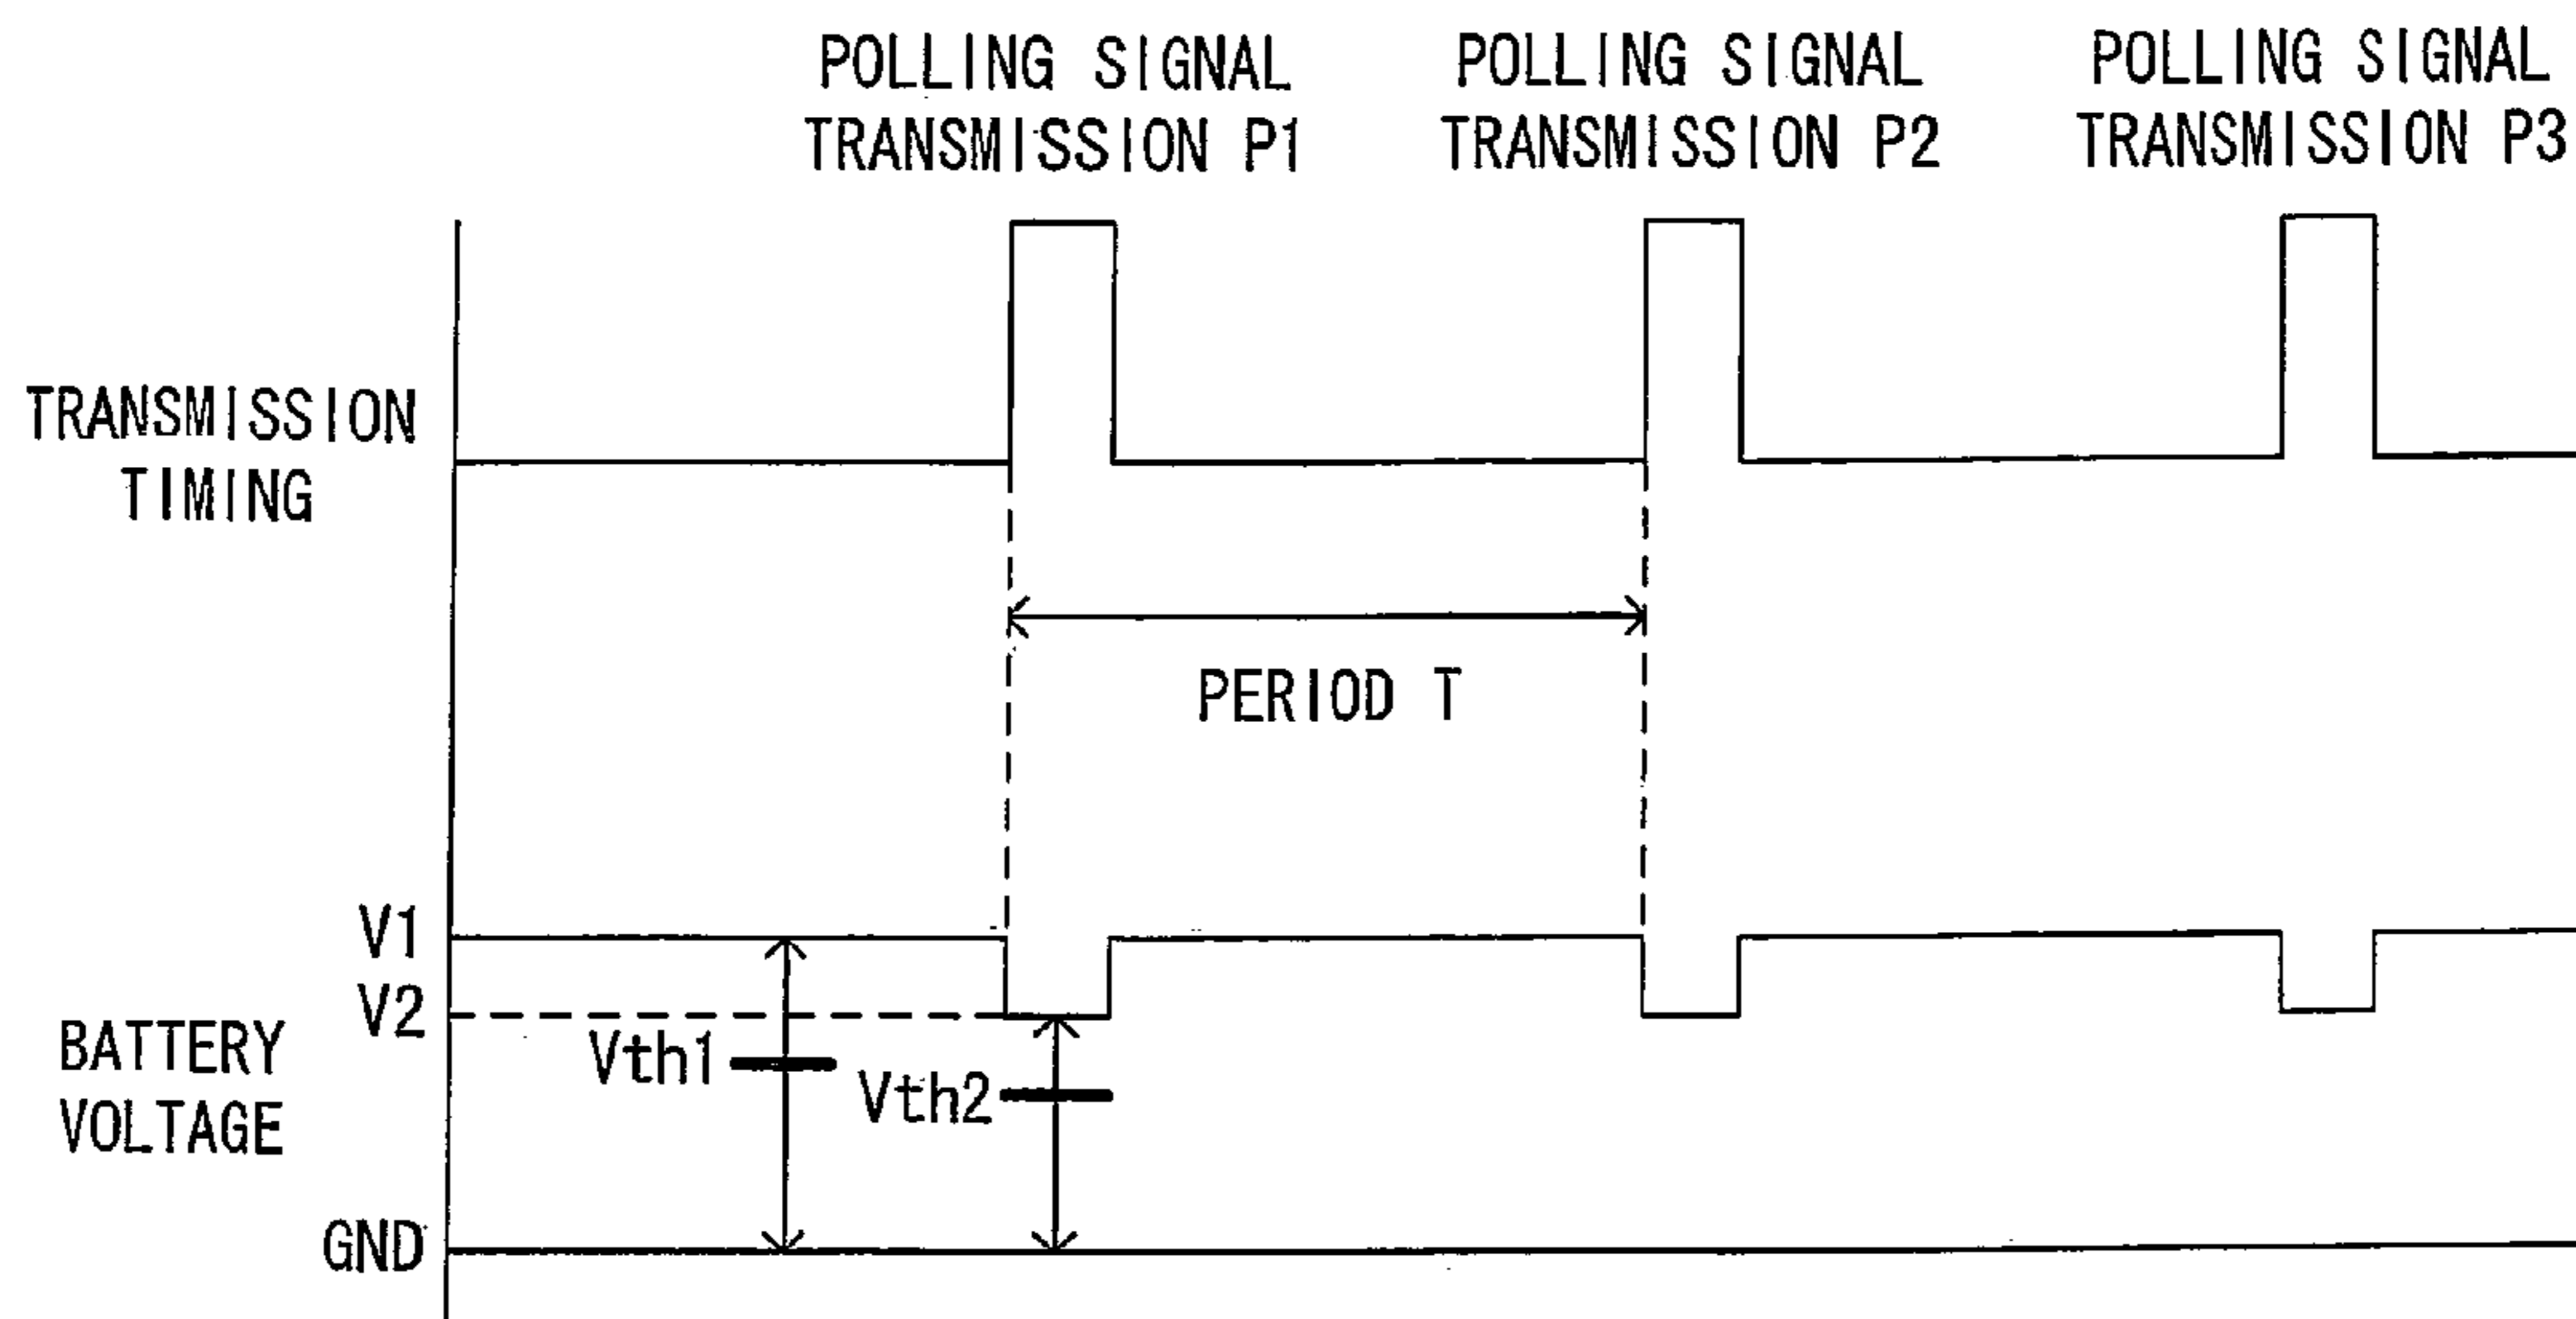 POLLING SIGNAL
TRANSMISSION P1
POLLING SIGNAL
TRANSMISSION P2
POLLING SIGNAL
TRANSMISSION P3
TRANSMISSION
TIMING
PERIOD T
V1
V2
BATTERY
VOLTAGE
Vth1
Vth2
GND